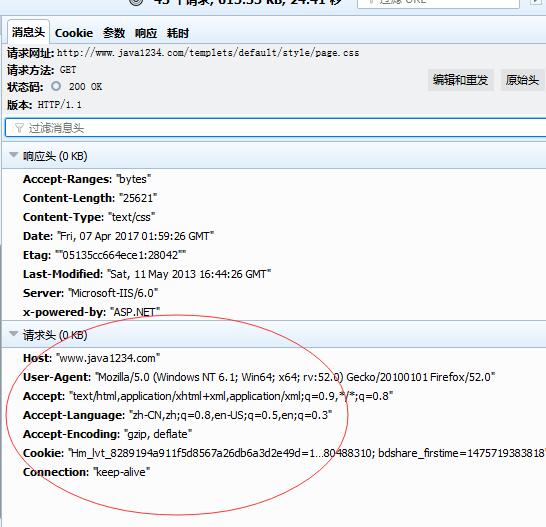 45 个请求, 615.35 KB, 24.41 秒
过滤 URL
消息头 Cookie 参数 响应 耗时
请求网址: http://www.java1234.com/templets/default/style/page.css
请求方法: GET
状态码: 200 OK
编辑和重发 原始头
版本: HTTP/1.1
过滤消息头
响应头 (0 KB)
Accept-Ranges: "bytes"
Content-Length: "25621"
Content-Type: "text/css"
Date: "Fri, 07 Apr 2017 01:59:26 GMT"
Etag: ""05135cc664ece1:28042""
Last-Modified: "Sat, 11 May 2013 16:44:26 GMT"
Server: "Microsoft-IIS/6.0"
x-powered-by: "ASP.NET"
请求头 (0 KB)
Host: "www.java1234.com"
User-Agent: "Mozilla/5.0 (Windows NT 6.1; Win64; x64; rv:52.0) Gecko/20100101 Firefox/52.0"
Accept: "text/html,application/xhtml+xml,application/xml;q=0.9,*/*;q=0.8"
Accept-Language: "zh-CN,zh;q=0.8,en-US;q=0.5,en;q=0.3"
Accept-Encoding: "gzip, deflate"
Cookie: "Hm_lvt_8289194a911f5d8567a26db6a3d2e49d=1…80488310; bdshare_firstime=1475719383818"
Connection: "keep-alive"